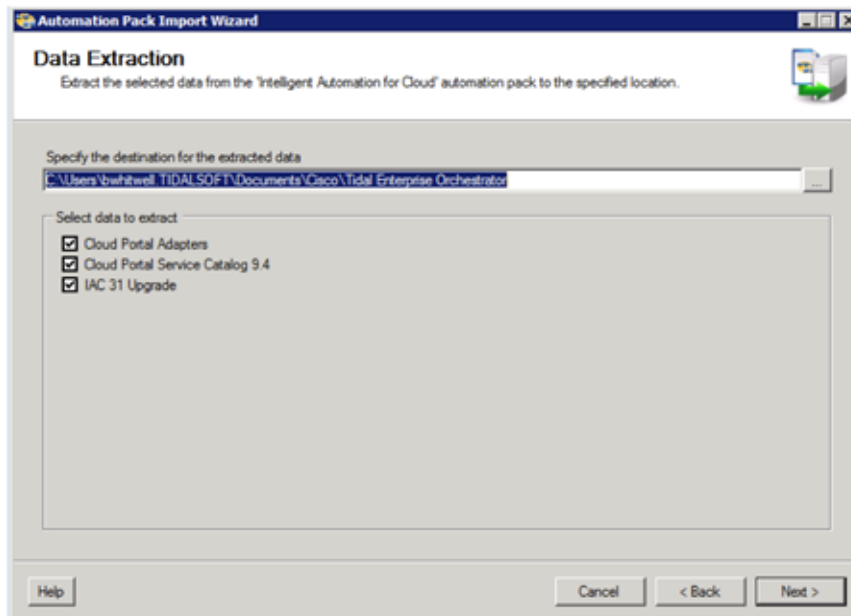 Automation Pack Import Wizard
Data Extraction
Extract the selected data from the 'Intelligent Automation for Cloud' automation pack to the specified location.
Specify the destination for the extracted data
C:\Users\bwhitwell.TIDALSOFT\Documents\Cisco\Tidal Enterprise Orchestrator
...
Select data to extract
Cloud Portal Adapters
Cloud Portal Service Catalog 9.4
IAC 31 Upgrade
Help
Cancel
< Back
Next >